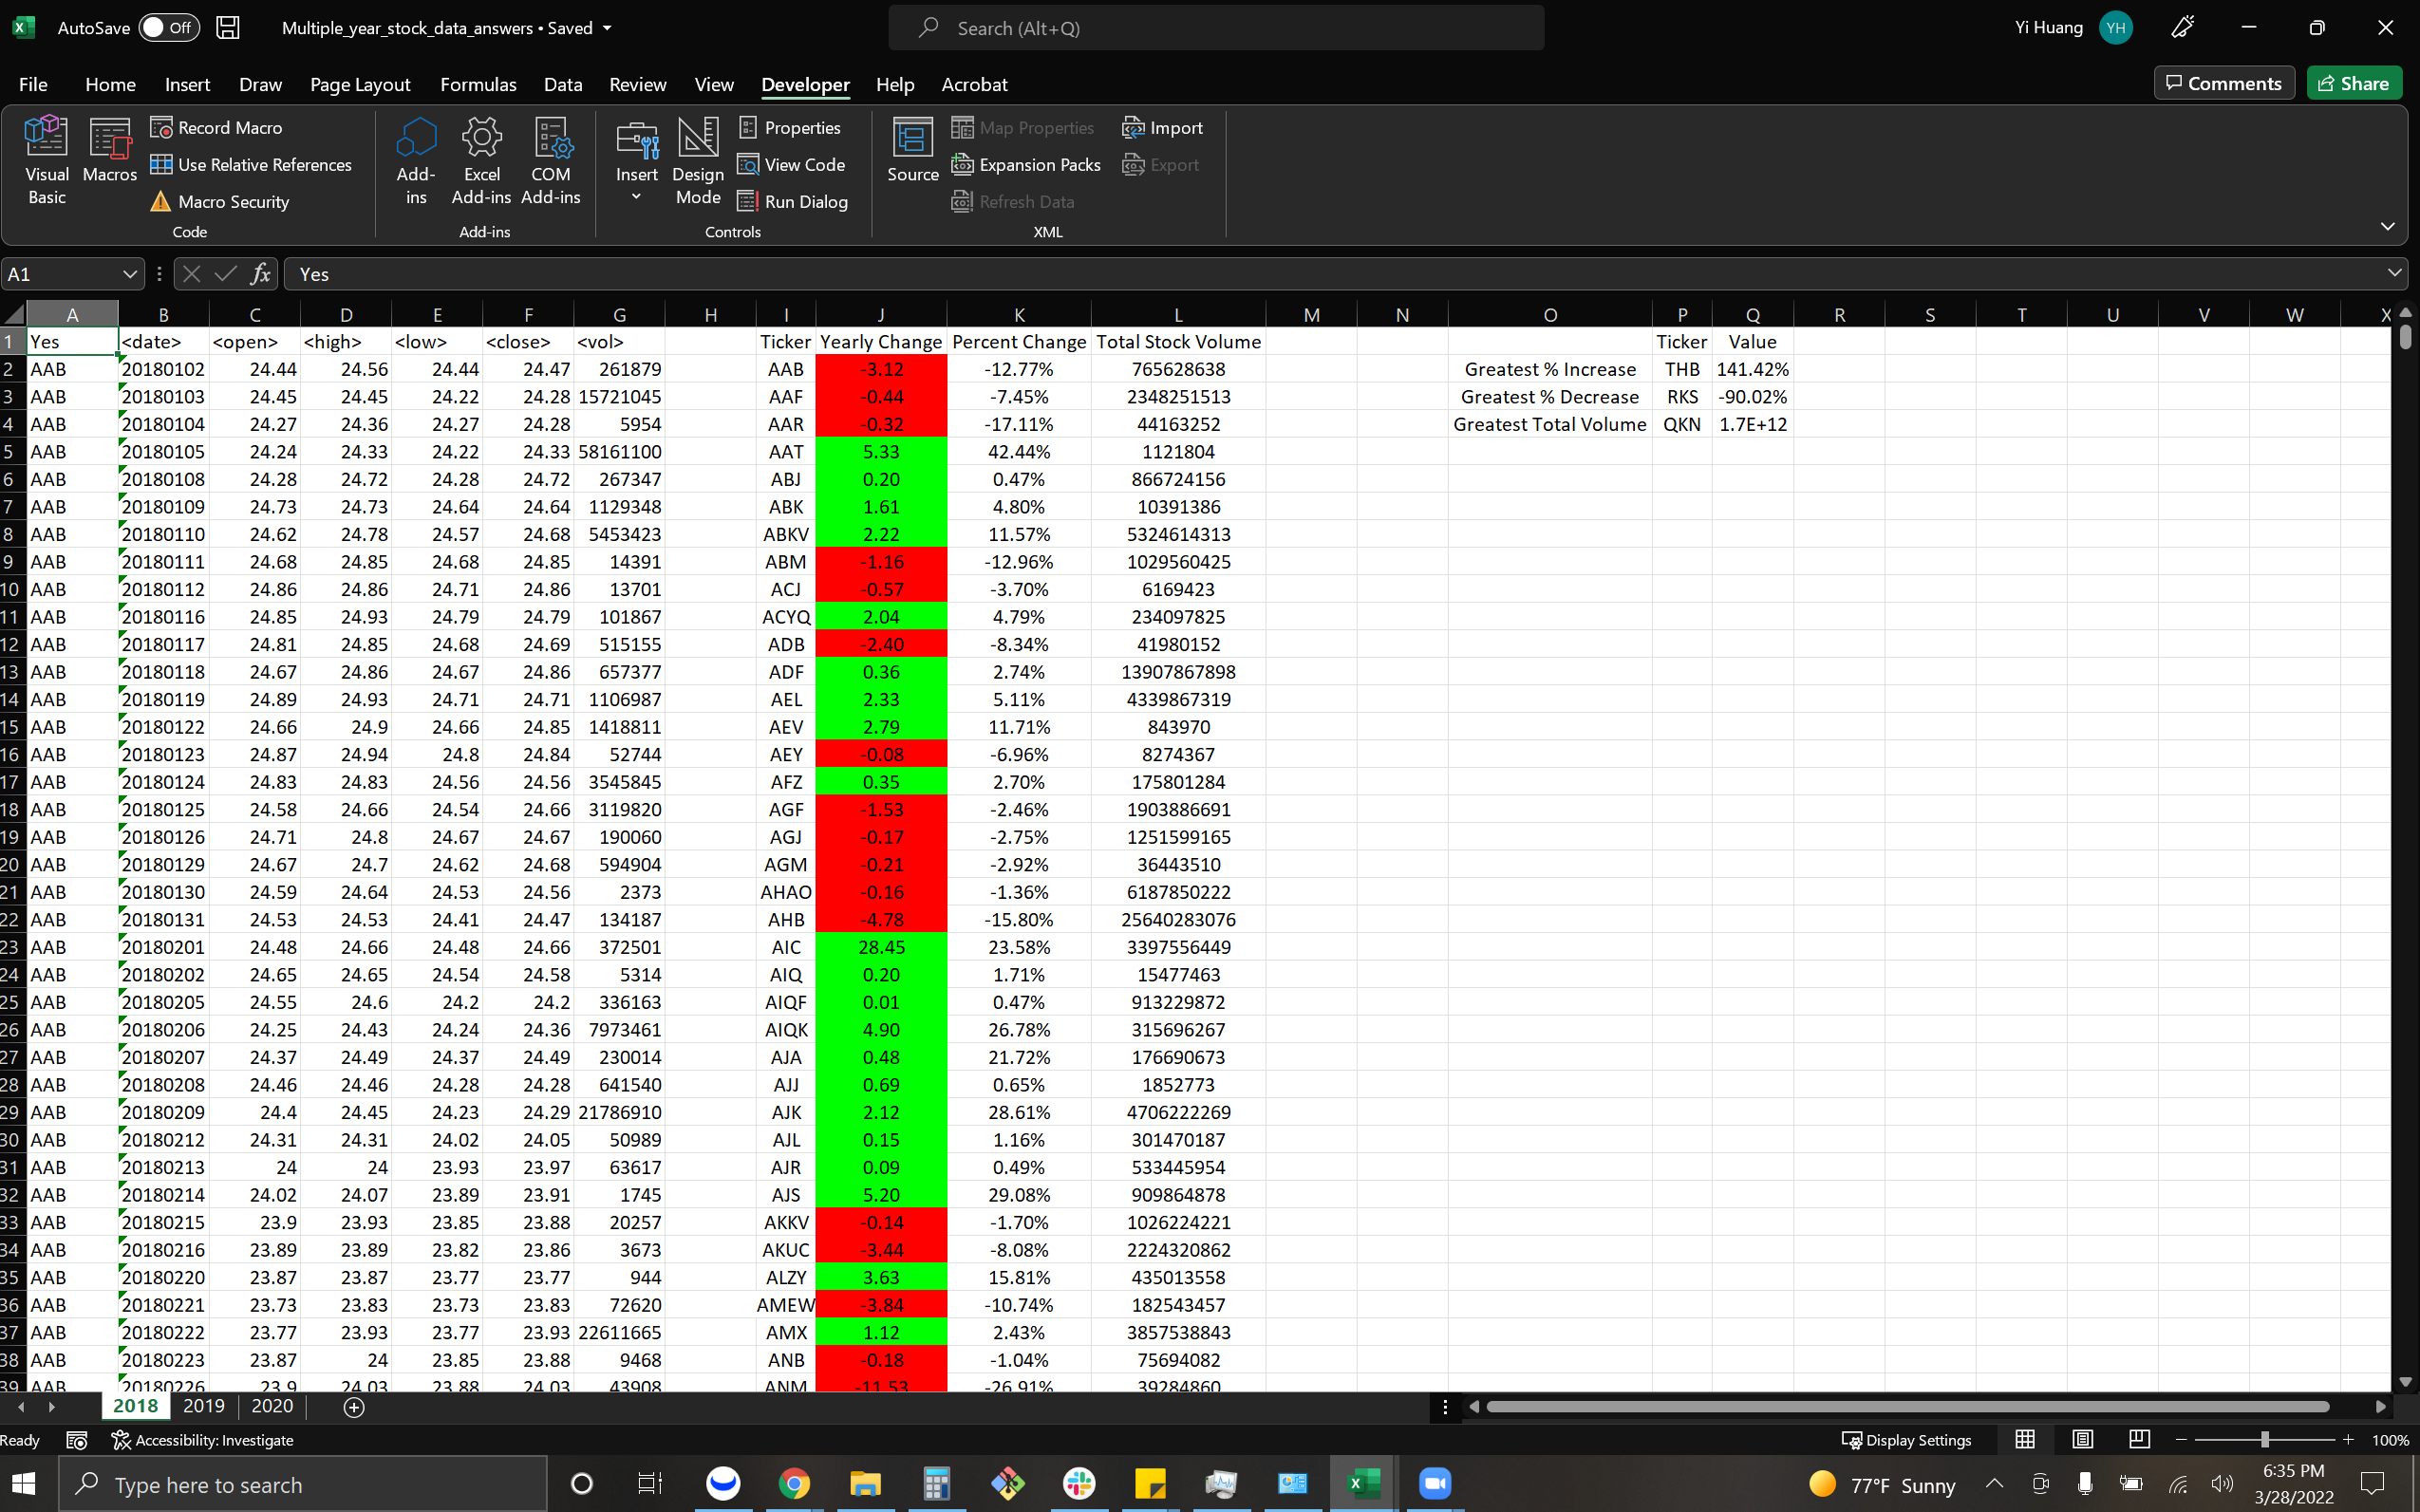 AutoSave Off Multiple_year_stock_data_answers • Saved Search (Alt+Q) Yi Huang YH
File Home Insert Draw Page Layout Formulas Data Review View Developer Help Acrobat Comments Share
Visual Basic Macros Record Macro Use Relative References Macro Security Code
Add-ins Excel Add-ins COM Add-ins Add-ins
Insert Design Mode Properties View Code Run Dialog Controls
Source Map Properties Expansion Packs Refresh Data Import Export XML
A1 fx Yes
A B C D E F G H I J K L M N O P Q R S T U V W X
1 Yes <date> <open> <high> <low> <close> <vol> Ticker Yearly Change Percent Change Total Stock Volume Ticker Value
2 AAB 20180102 24.44 24.56 24.44 24.47 261879 AAB -3.12 -12.77% 765628638 Greatest % Increase THB 141.42%
3 AAB 20180103 24.45 24.45 24.22 24.28 15721045 AAF -0.44 -7.45% 2348251513 Greatest % Decrease RKS -90.02%
4 AAB 20180104 24.27 24.36 24.27 24.28 5954 AAR -0.32 -17.11% 44163252 Greatest Total Volume QKN 1.7E+12
5 AAB 20180105 24.24 24.33 24.22 24.33 58161100 AAT 5.33 42.44% 1121804
6 AAB 20180108 24.28 24.72 24.28 24.72 267347 ABJ 0.20 0.47% 866724156
7 AAB 20180109 24.73 24.73 24.64 24.64 1129348 ABK 1.61 4.80% 10391386
8 AAB 20180110 24.62 24.78 24.57 24.68 5453423 ABKV 2.22 11.57% 5324614313
9 AAB 20180111 24.68 24.85 24.68 24.85 14391 ABM -1.16 -12.96% 1029560425
10 AAB 20180112 24.86 24.86 24.71 24.86 13701 ACJ -0.57 -3.70% 6169423
11 AAB 20180116 24.85 24.93 24.79 24.79 101867 ACYQ 2.04 4.79% 234097825
12 AAB 20180117 24.81 24.85 24.68 24.69 515155 ADB -2.40 -8.34% 41980152
13 AAB 20180118 24.67 24.86 24.67 24.86 657377 ADF 0.36 2.74% 13907867898
14 AAB 20180119 24.89 24.93 24.71 24.71 1106987 AEL 2.33 5.11% 4339867319
15 AAB 20180122 24.66 24.9 24.66 24.85 1418811 AEV 2.79 11.71% 843970
16 AAB 20180123 24.87 24.94 24.8 24.84 52744 AEY -0.08 -6.96% 8274367
17 AAB 20180124 24.83 24.83 24.56 24.56 3545845 AFZ 0.35 2.70% 175801284
18 AAB 20180125 24.58 24.66 24.54 24.66 3119820 AGF -1.53 -2.46% 1903886691
19 AAB 20180126 24.71 24.8 24.67 24.67 190060 AGJ -0.17 -2.75% 1251599165
20 AAB 20180129 24.67 24.7 24.62 24.68 594904 AGM -0.21 -2.92% 36443510
21 AAB 20180130 24.59 24.64 24.53 24.56 2373 AHAO -0.16 -1.36% 6187850222
22 AAB 20180131 24.53 24.53 24.41 24.47 134187 AHB -4.78 -15.80% 25640283076
23 AAB 20180201 24.48 24.66 24.48 24.66 372501 AIC 28.45 23.58% 3397556449
24 AAB 20180202 24.65 24.65 24.54 24.58 5314 AIQ 0.20 1.71% 15477463
25 AAB 20180205 24.55 24.6 24.2 24.2 336163 AIQF 0.01 0.47% 913229872
26 AAB 20180206 24.25 24.43 24.24 24.36 7973461 AIQK 4.90 26.78% 315696267
27 AAB 20180207 24.37 24.49 24.37 24.49 230014 AJA 0.48 21.72% 176690673
28 AAB 20180208 24.46 24.46 24.28 24.28 641540 AJJ 0.69 0.65% 1852773
29 AAB 20180209 24.4 24.45 24.23 24.29 21786910 AJK 2.12 28.61% 4706222269
30 AAB 20180212 24.31 24.31 24.02 24.05 50989 AJL 0.15 1.16% 301470187
31 AAB 20180213 24 24 23.93 23.97 63617 AJR 0.09 0.49% 533445954
32 AAB 20180214 24.02 24.07 23.89 23.91 1745 AJS 5.20 29.08% 909864878
33 AAB 20180215 23.9 23.93 23.85 23.88 20257 AKKV -0.14 -1.70% 1026224221
34 AAB 20180216 23.89 23.89 23.82 23.86 3673 AKUC -3.44 -8.08% 2224320862
35 AAB 20180220 23.87 23.87 23.77 23.77 944 ALZY 3.63 15.81% 435013558
36 AAB 20180221 23.73 23.83 23.73 23.83 72620 AMEW -3.84 -10.74% 182543457
37 AAB 20180222 23.77 23.93 23.77 23.93 22611665 AMX 1.12 2.43% 3857538843
38 AAB 20180223 23.87 24 23.85 23.88 9468 ANB -0.18 -1.04% 75694082
39 AAB 20180226 23.9 24.03 23.88 24.03 43908 ANM -11.53 -26.91% 39284860
2018 2019 2020
Ready Accessibility: Investigate Display Settings 100%
Type here to search 77°F Sunny 6:35 PM
3/28/2022